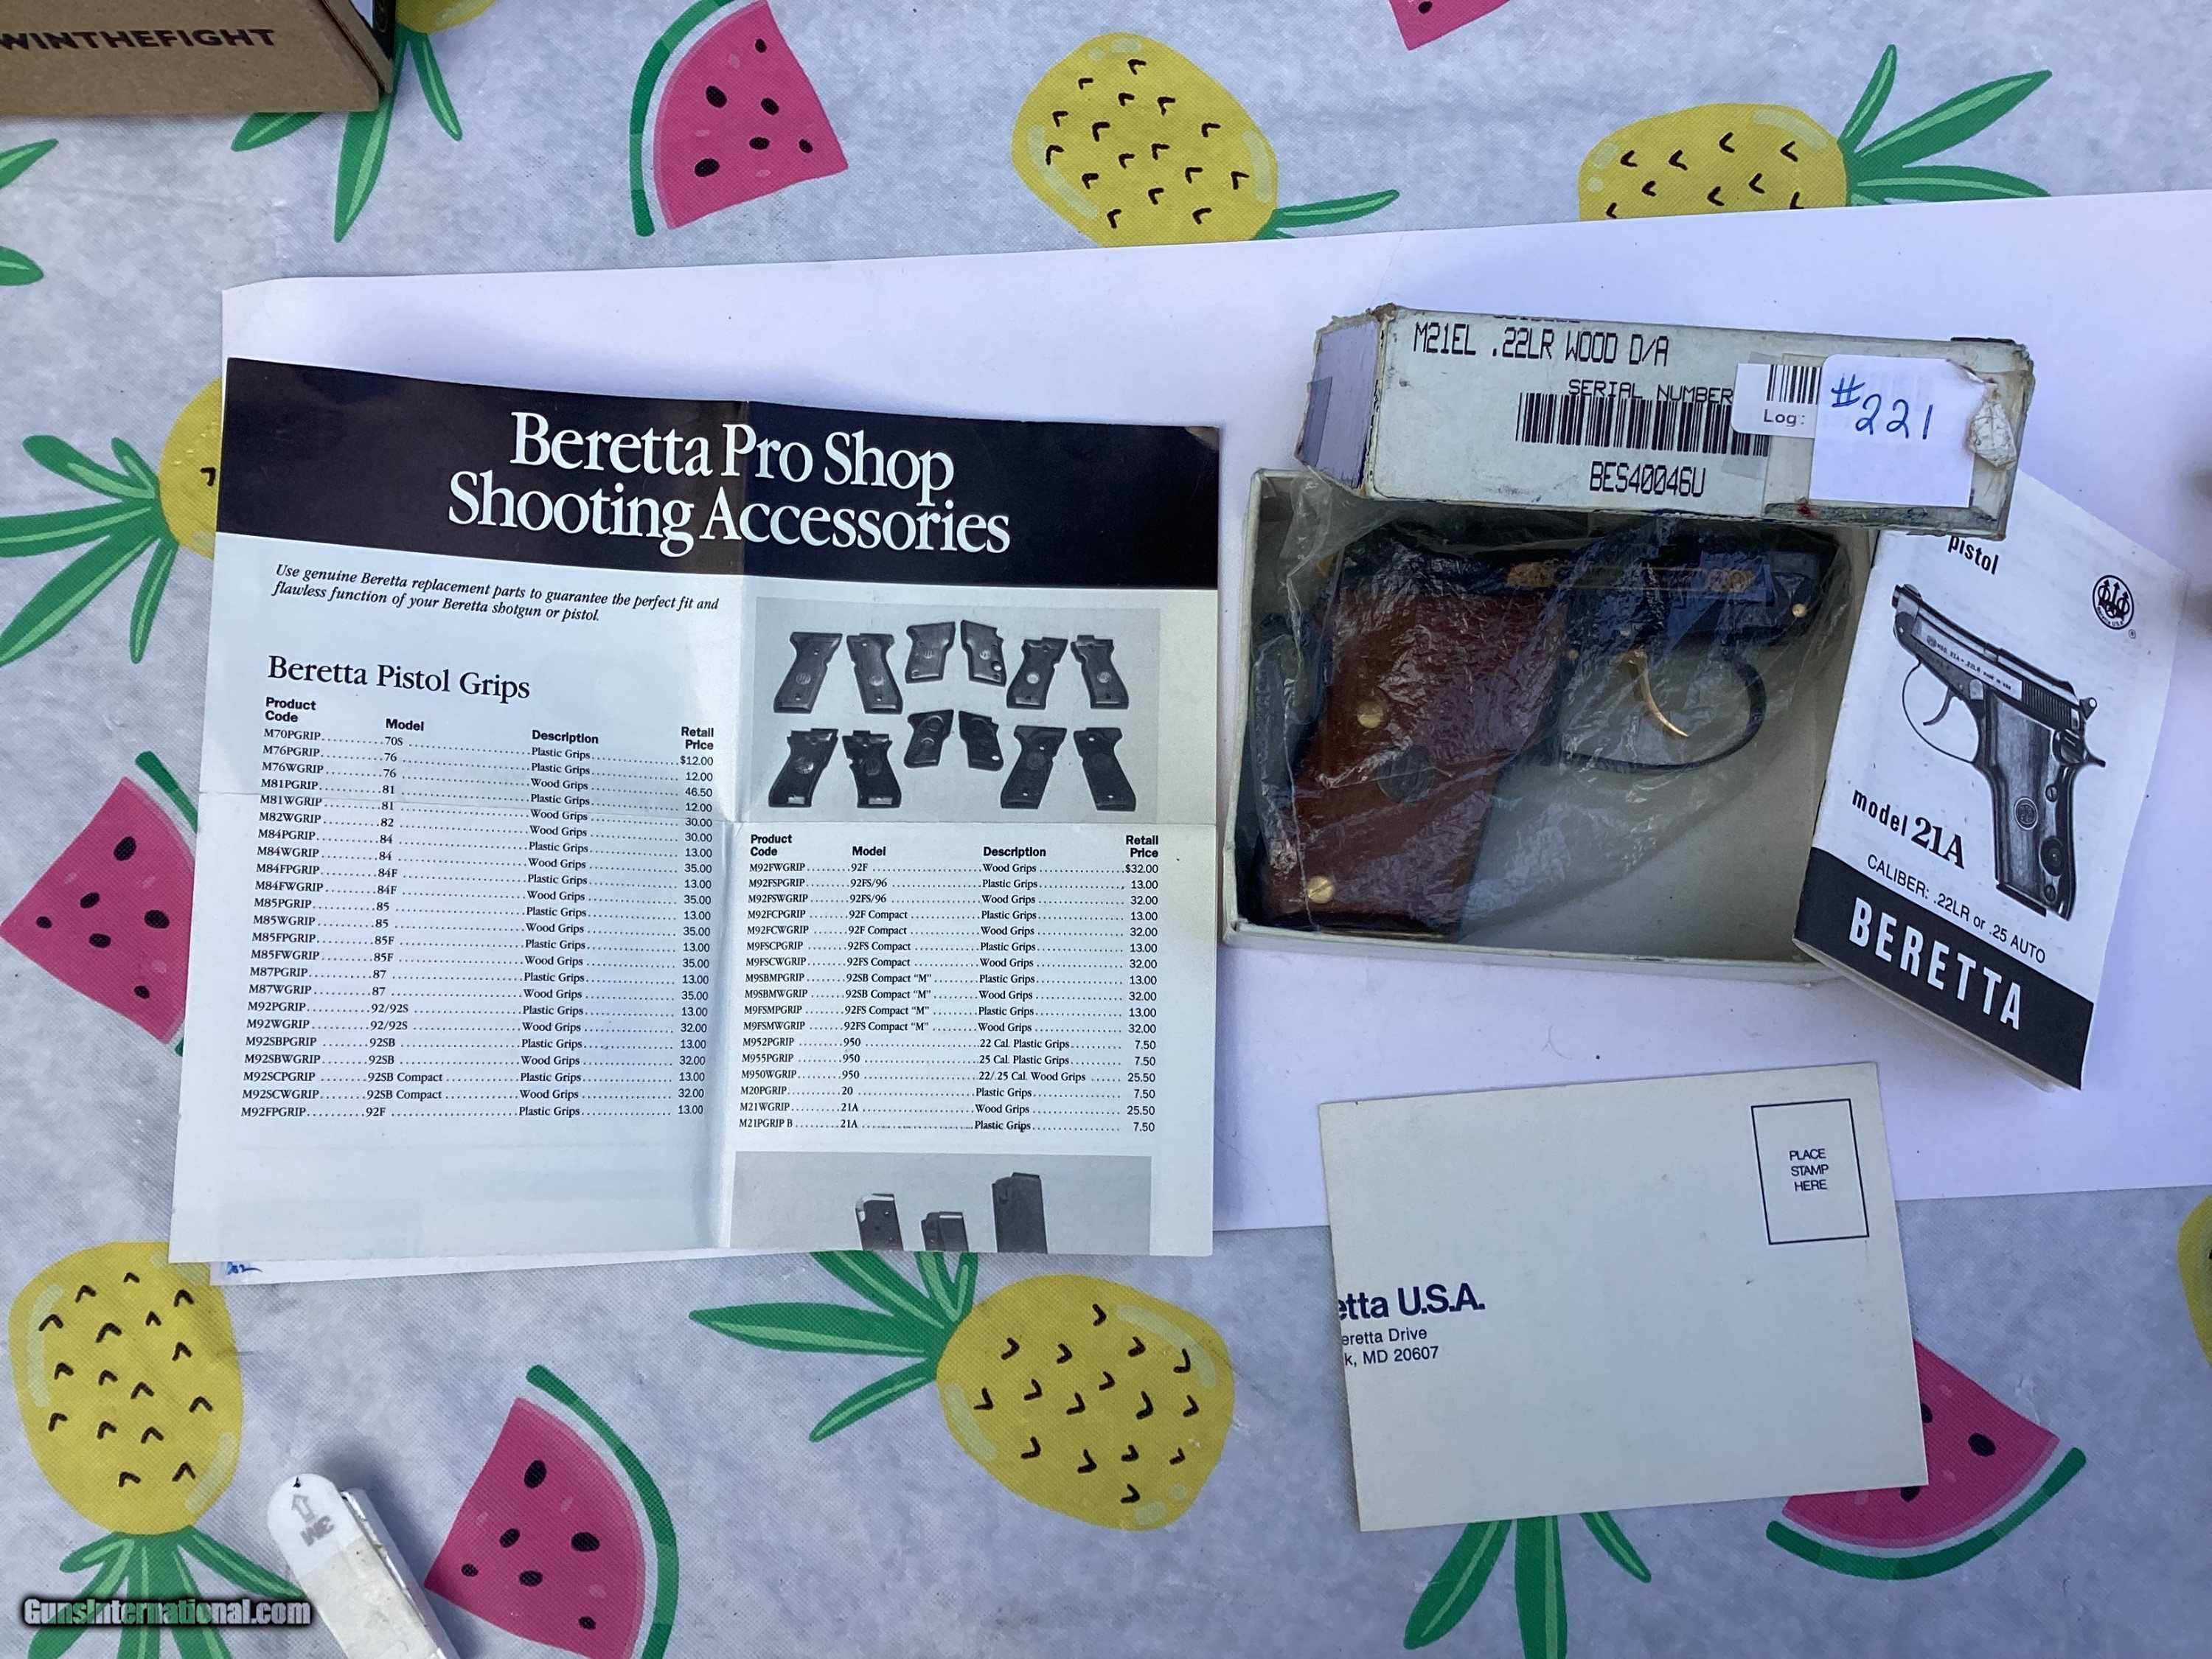 WINTHEFIGHT
Beretta Pro Shop
Shooting Accessories
Use genuine Beretta replacement parts to guarantee the perfect fit and
flawless function of your Beretta shotgun or pistol.
Beretta Pistol Grips
Product Code Model Description Retail Price
M70PGRIP...........70S......................Plastic Grips......................$12.00
M76PGRIP...........76......................Plastic Grips......................12.00
M76WGRIP...........76......................Wood Grips......................46.50
M81PGRIP...........81......................Plastic Grips......................12.00
M81WGRIP...........81......................Wood Grips......................30.00
M82WGRIP...........82......................Wood Grips......................30.00
M84PGRIP...........84......................Plastic Grips......................13.00
M84WGRIP...........84......................Wood Grips......................35.00
M84FPGRIP...........84F......................Plastic Grips......................13.00
M84FWGRIP...........84F......................Wood Grips......................35.00
M85PGRIP...........85......................Plastic Grips......................13.00
M85WGRIP...........85......................Wood Grips......................35.00
M85FPGRIP...........85F......................Plastic Grips......................13.00
M85FWGRIP...........85F......................Wood Grips......................35.00
M87PGRIP...........87......................Plastic Grips......................13.00
M87WGRIP...........87......................Wood Grips......................35.00
M92PGRIP...........92/92S......................Plastic Grips......................13.00
M92WGRIP...........92/92S......................Wood Grips......................32.00
M92SBPGRIP...........92SB......................Plastic Grips......................13.00
M92SBWGRIP...........92SB......................Wood Grips......................32.00
M92SCPGRIP...........92SB Compact............Plastic Grips......................13.00
M92SCWGRIP...........92SB Compact............Wood Grips......................32.00
M92FPGRIP...........92F......................Plastic Grips......................13.00
Product Code Model Description Retail Price
M92FWGRIP...........92F......................Wood Grips......................$32.00
M92FSPGRIP...........92FS/96......................Plastic Grips......................13.00
M92FSWGRIP...........92FS/96......................Wood Grips......................32.00
M92FCPGRIP...........92F Compact............Plastic Grips......................13.00
M92FCWGRIP...........92F Compact............Wood Grips......................32.00
M9FSCPGRIP...........92FS Compact............Plastic Grips......................13.00
M9FSCWGRIP...........92FS Compact............Wood Grips......................32.00
M9SBMPGRIP...........92SB Compact "M"........Plastic Grips......................13.00
M9SBMWGRIP...........92SB Compact "M"........Wood Grips......................32.00
M9FSMPGRIP...........92FS Compact "M"........Plastic Grips......................13.00
M9FSMWGRIP...........92FS Compact "M"........Wood Grips......................32.00
M952PGRIP...........950......................22 Cal. Plastic Grips............7.50
M955PGRIP...........950......................25 Cal. Plastic Grips............7.50
M950WGRIP...........950......................22/.25 Cal. Wood Grips............25.50
M20PGRIP...........20......................Plastic Grips......................7.50
M21WGRIP...........21A......................Wood Grips......................25.50
M21PGRIP B...........21A......................Plastic Grips......................7.50
M21EL .22LR WOOD D/A
SERIAL NUMBER
BES40046U
Log:
#221
pistol
model 21A
CALIBER: .22LR or .25 AUTO
BERETTA
PLACE
STAMP
HERE
etta U.S.A.
eretta Drive
k, MD 20607
GunsInternational.com